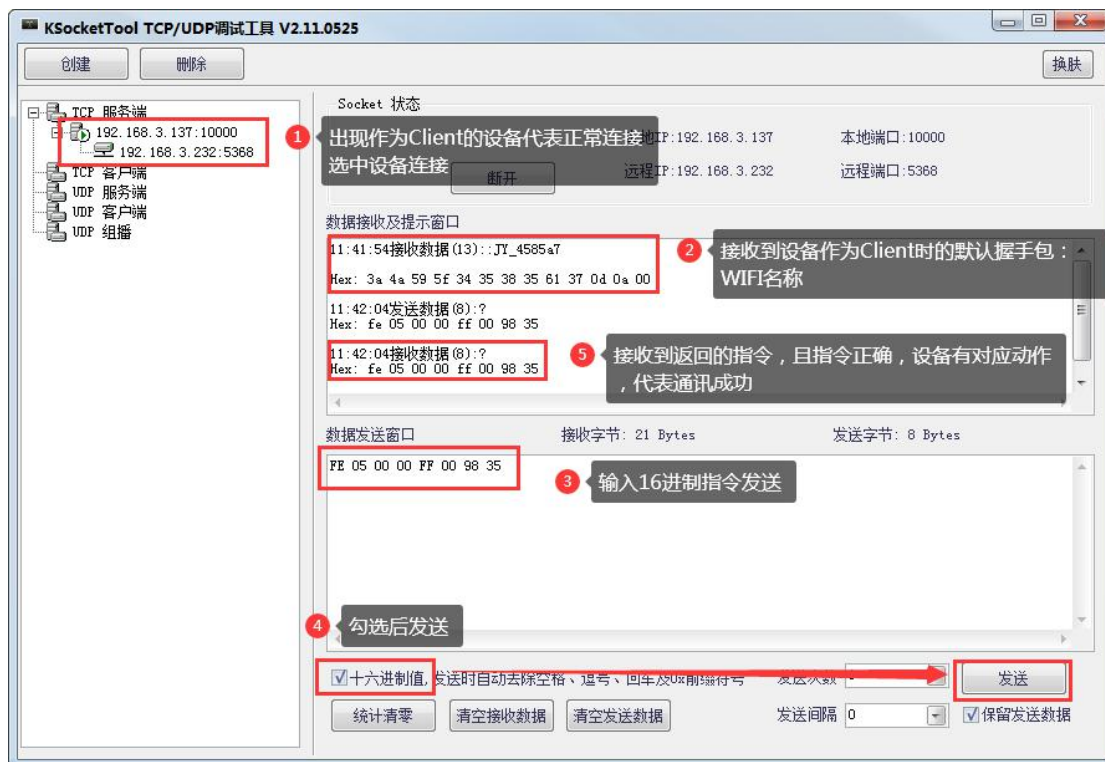 KSocketTool TCP/UDP调试工具 V2.11.0525
创建
删除
换肤
TCP 服务端
192.168.3.137:10000
192.168.3.232:5368
TCP 客户端
UDP 服务端
UDP 客户端
UDP 组播
Socket 状态
1
出现作为Client的设备代表正常连接
选中设备连接
断开
地IP:192.168.3.137
本地端口:10000
远程IP:192.168.3.232
远程端口:5368
数据接收及提示窗口
11:41:54接收数据(13)::JY_4585a7
Hex: 3a 4a 59 5f 34 35 38 35 61 37 0d 0a 00
2
接收到设备作为Client时的默认握手包：
WIFI名称
11:42:04发送数据(8):?
Hex: fe 05 00 00 ff 00 98 35
11:42:04接收数据(8):?
Hex: fe 05 00 00 ff 00 98 35
5
接收到返回的指令，且指令正确，设备有对应动作
，代表通讯成功
数据发送窗口
接收字节: 21 Bytes
发送字节: 8 Bytes
FE 05 00 00 FF 00 98 35
3
输入16进制指令发送
4
勾选后发送
十六进制值, 发送时自动去除空格、逗号、回车及0x前缀符号
发送次数
发送
统计清零
清空接收数据
清空发送数据
发送间隔 0
保留发送数据